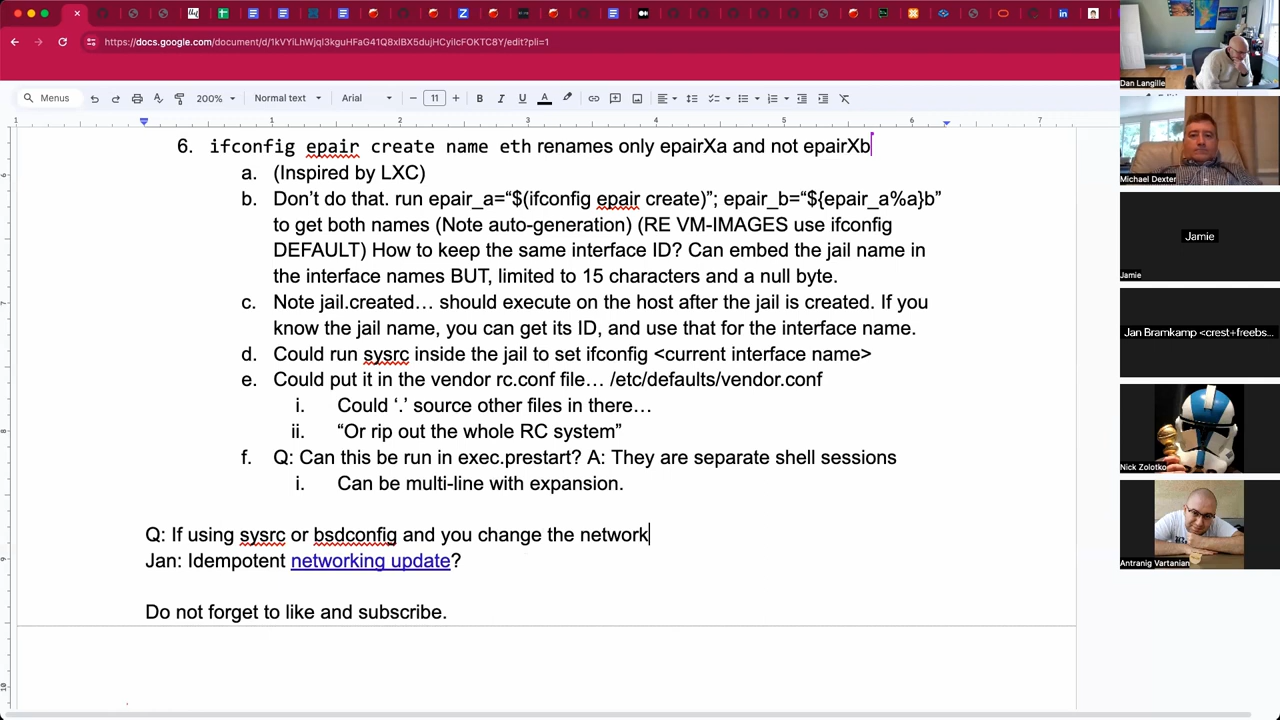 https://docs.google.com/document/d/1kVYiLhWjql3kguHFaG41Q8xlBX5dujHCyiIcFOKTC8Y/edit?pli=1
Menus
200%
Normal text
Arial
11
1 1 2 3 4 5 6 7
6. ifconfig epair create name eth renames only epairXa and not epairXb
a. (Inspired by LXC)
b. Don’t do that. run epair_a=“$(ifconfig epair create)”; epair_b=“${epair_a%a}b”
to get both names (Note auto-generation) (RE VM-IMAGES use ifconfig
DEFAULT) How to keep the same interface ID? Can embed the jail name in
the interface names BUT, limited to 15 characters and a null byte.
c. Note jail.created… should execute on the host after the jail is created. If you
know the jail name, you can get its ID, and use that for the interface name.
d. Could run sysrc inside the jail to set ifconfig <current interface name>
e. Could put it in the vendor rc.conf file… /etc/defaults/vendor.conf
i. Could ‘.’ source other files in there…
ii. “Or rip out the whole RC system”
f. Q: Can this be run in exec.prestart? A: They are separate shell sessions
i. Can be multi-line with expansion.
Q: If using sysrc or bsdconfig and you change the network
Jan: Idempotent networking update?
Do not forget to like and subscribe.
Dan Langille
Michael Dexter
Jamie
Jamie
Jan Bramkamp <crest+freebs...
Nick Zolotko
Antranig Vartanian